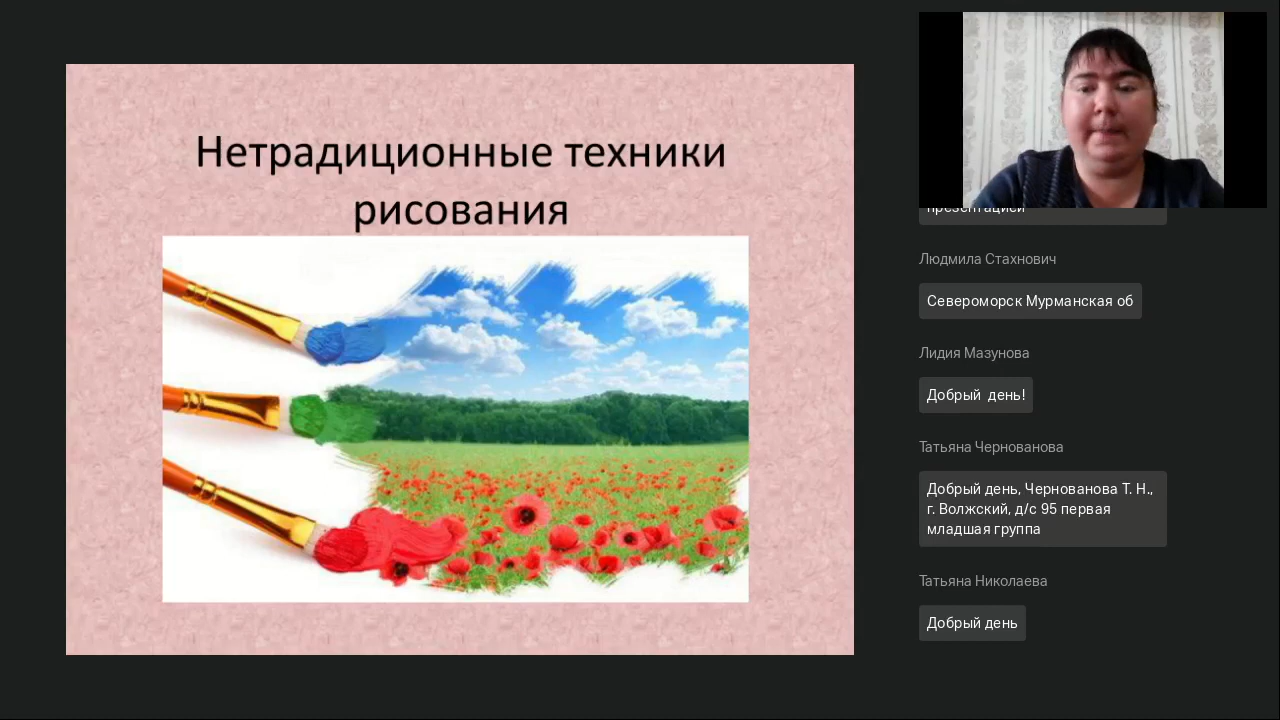 Нетрадиционные техники
рисования
презентацией
Людмила Стахнович
Североморск Мурманская об
Лидия Мазунова
Добрый день!
Татьяна Чернованова
Добрый день, Чернованова Т. Н.,
г. Волжский, д/с 95 первая
младшая группа
Татьяна Николаева
Добрый день